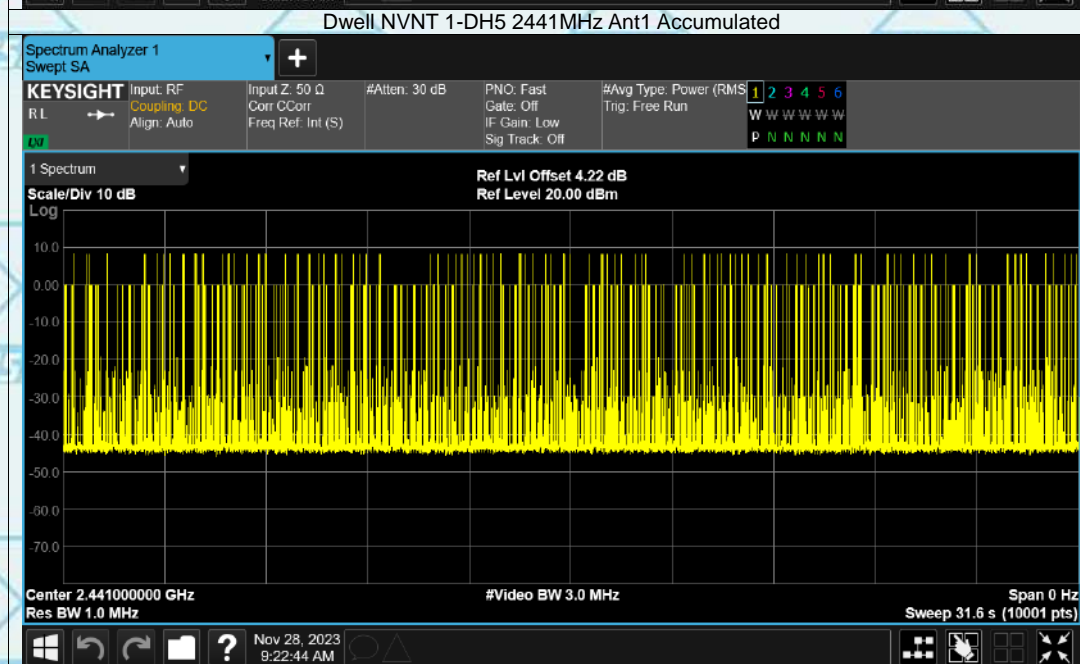 Dwell NVNT 1-DH5 2441MHz Ant1 Accumulated
Spectrum Analyzer 1
Swept SA
+
KEYSIGHT
RL
LXI
Input: RF
Coupling: DC
Align: Auto
Input Z: 50 Ω
Corr CCorr
Freq Ref: Int (S)
#Atten: 30 dB
PNO: Fast
Gate: Off
IF Gain: Low
Sig Track: Off
#Avg Type: Power (RMS
Trig: Free Run
1 2 3 4 5 6
W W W W W W
P N N N N N
1 Spectrum
Scale/Div 10 dB
Log
Ref Lvl Offset 4.22 dB
Ref Level 20.00 dBm
10.0
0.00
-10.0
-20.0
-30.0
-40.0
-50.0
-60.0
-70.0
Center 2.441000000 GHz
Res BW 1.0 MHz
#Video BW 3.0 MHz
Span 0 Hz
Sweep 31.6 s (10001 pts)
?
Nov 28, 2023
9:22:44 AM